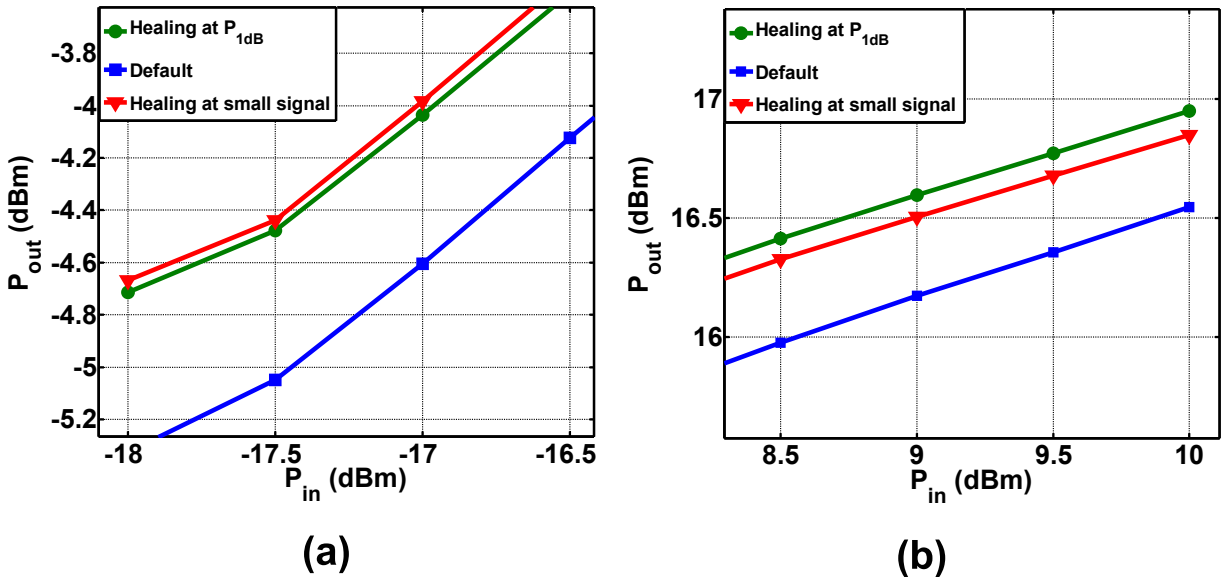 Healing at P1dB
Default
Healing at small signal
-3.8
-4
-4.2
-4.4
-4.6
-4.8
-5
-5.2
Pout (dBm)
-18
-17.5
-17
-16.5
Pin (dBm)
(a)
Healing at P1dB
Default
Healing at small signal
17
16.5
16
Pout (dBm)
8.5
9
9.5
10
Pin (dBm)
(b)